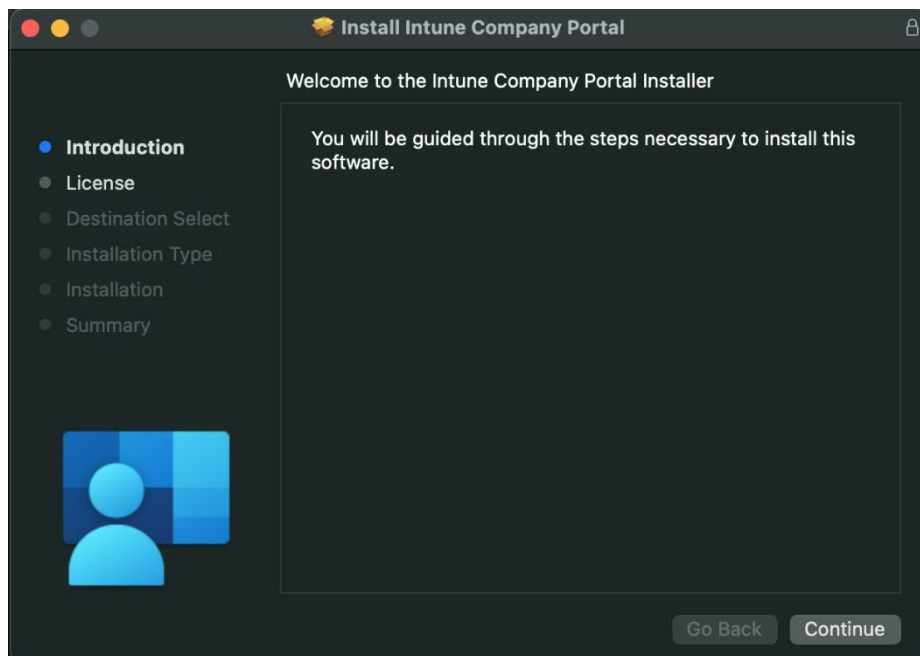 Install Intune Company Portal
Welcome to the Intune Company Portal Installer
Introduction
License
Destination Select
Installation Type
Installation
Summary
You will be guided through the steps necessary to install this
software.
Go Back
Continue